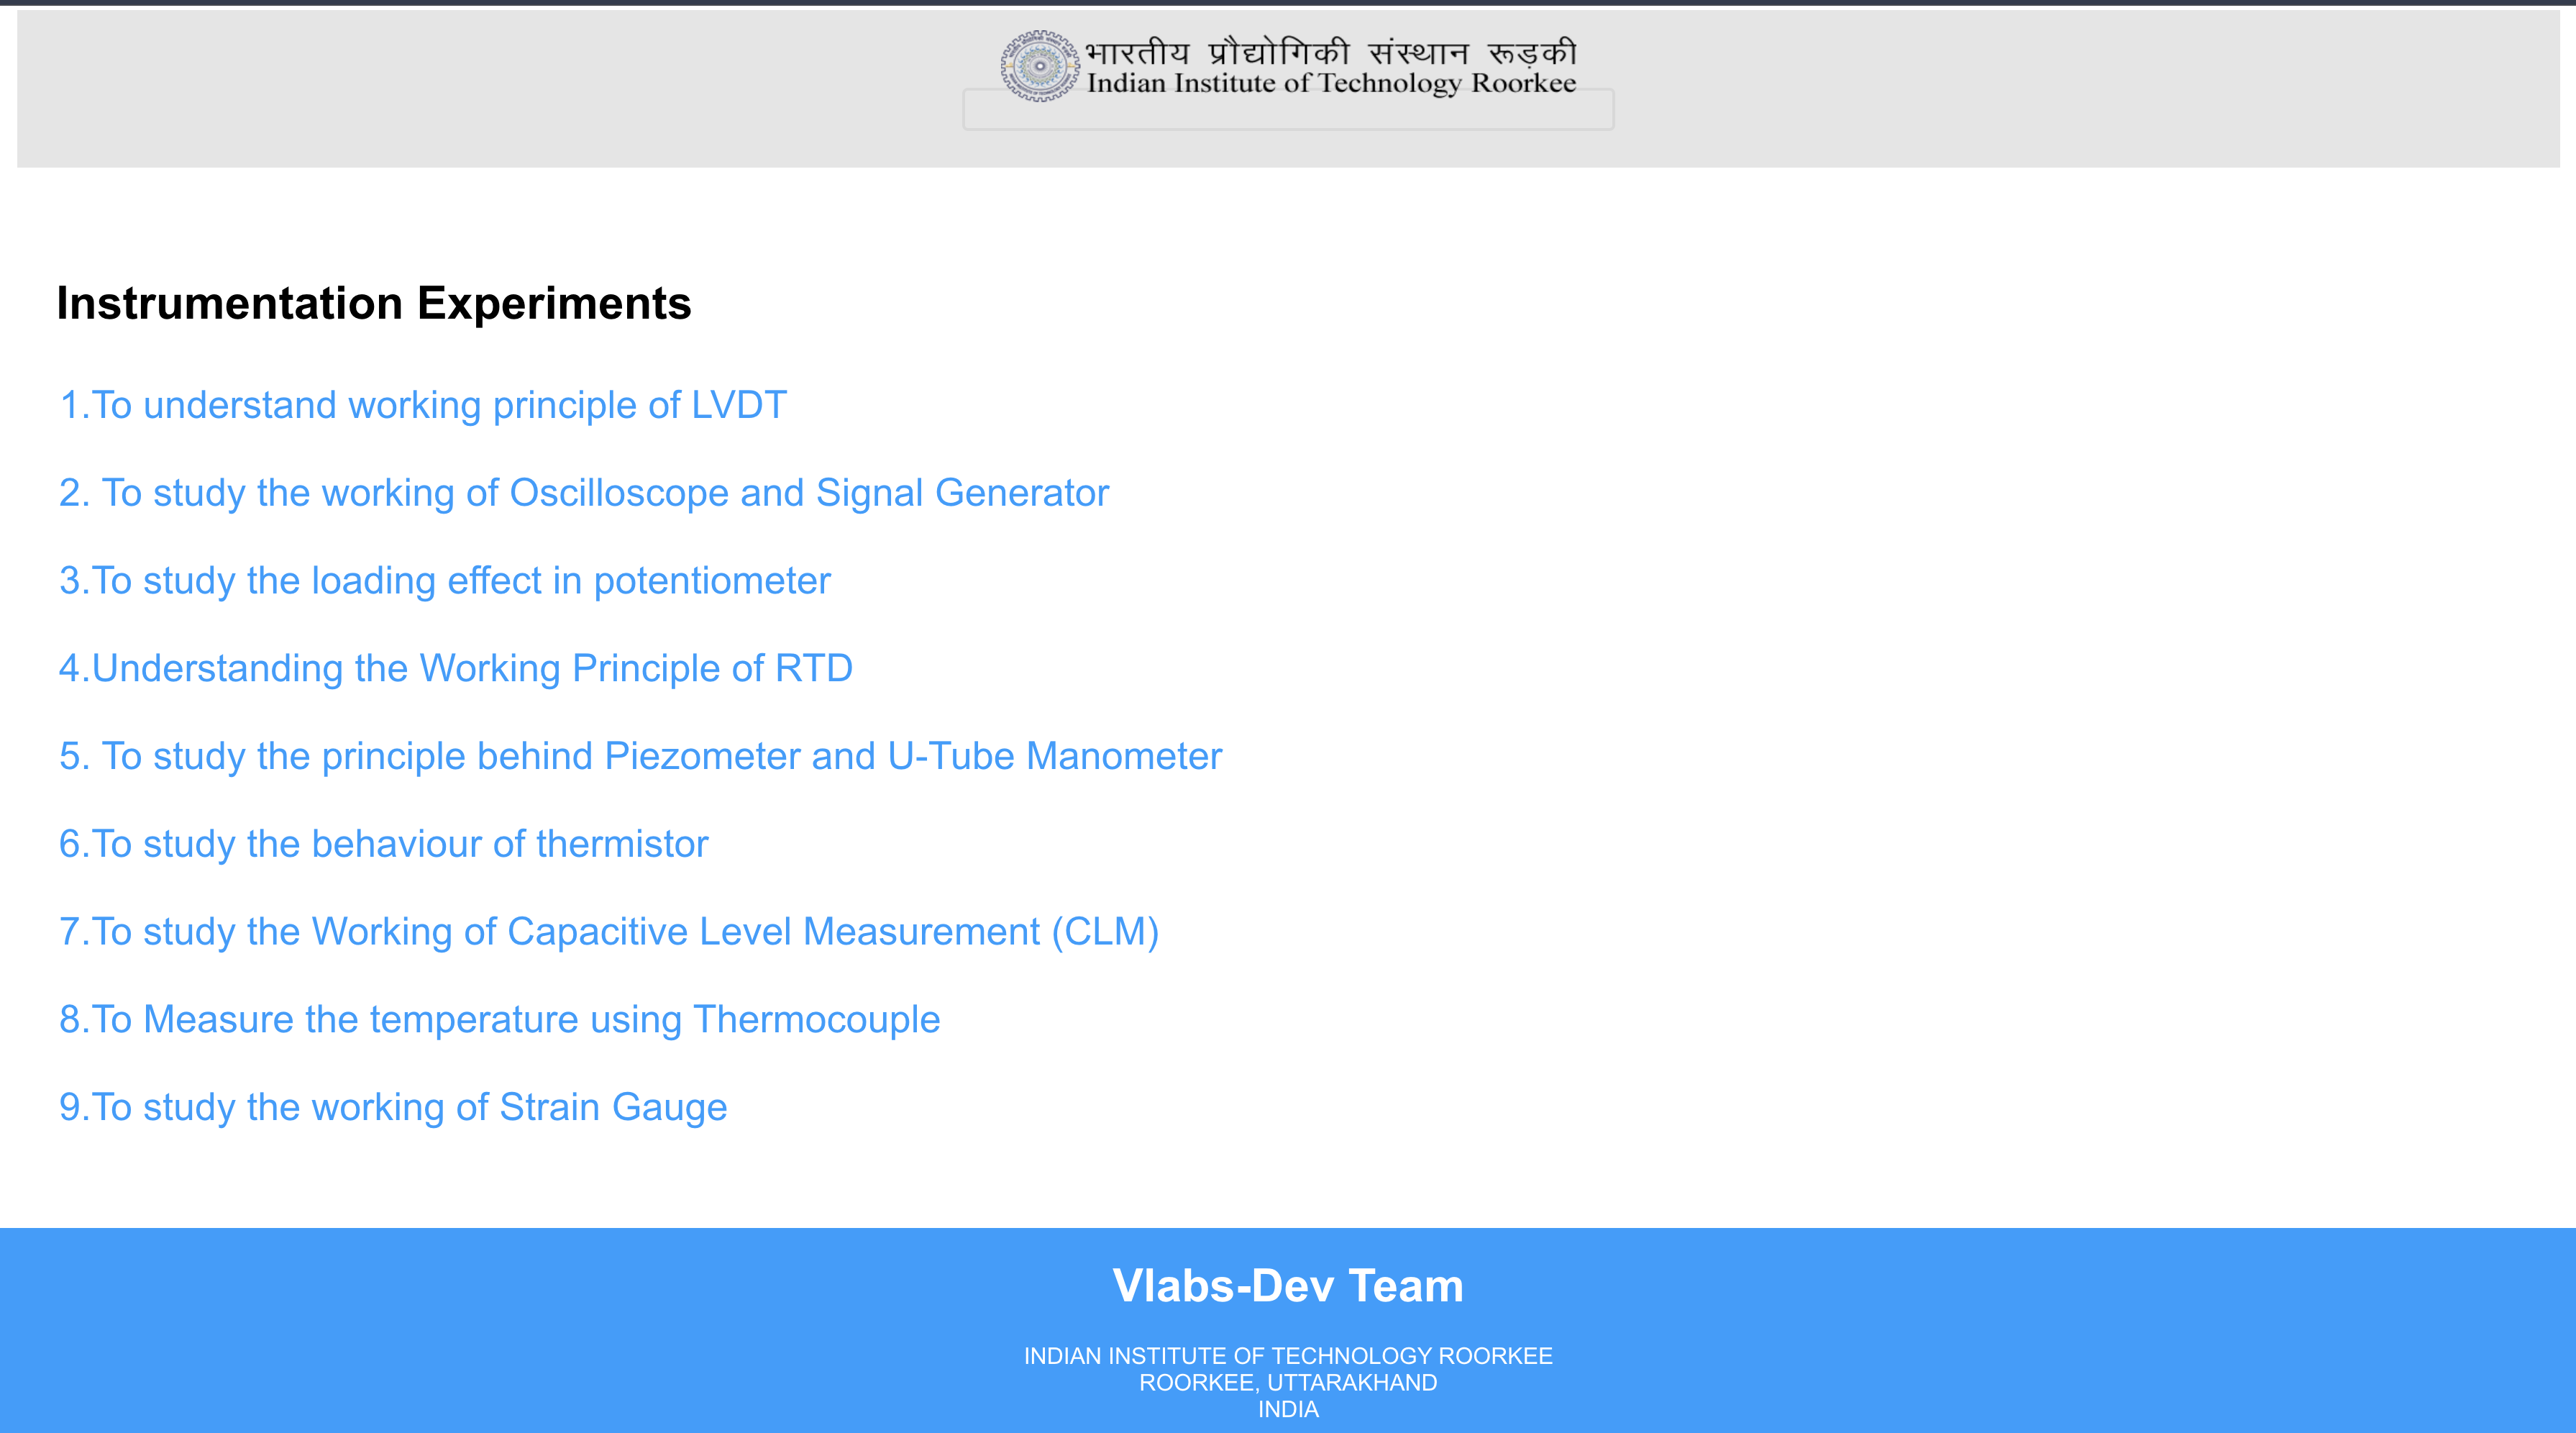 भारतीय प्रौद्योगिकी संस्थान रूड़की
Indian Institute of Technology Roorkee
Instrumentation Experiments
1.To understand working principle of LVDT
2. To study the working of Oscilloscope and Signal Generator
3.To study the loading effect in potentiometer
4.Understanding the Working Principle of RTD
5. To study the principle behind Piezometer and U-Tube Manometer
6.To study the behaviour of thermistor
7.To study the Working of Capacitive Level Measurement (CLM)
8.To Measure the temperature using Thermocouple
9.To study the working of Strain Gauge
Vlabs-Dev Team
INDIAN INSTITUTE OF TECHNOLOGY ROORKEE
ROORKEE, UTTARAKHAND
INDIA